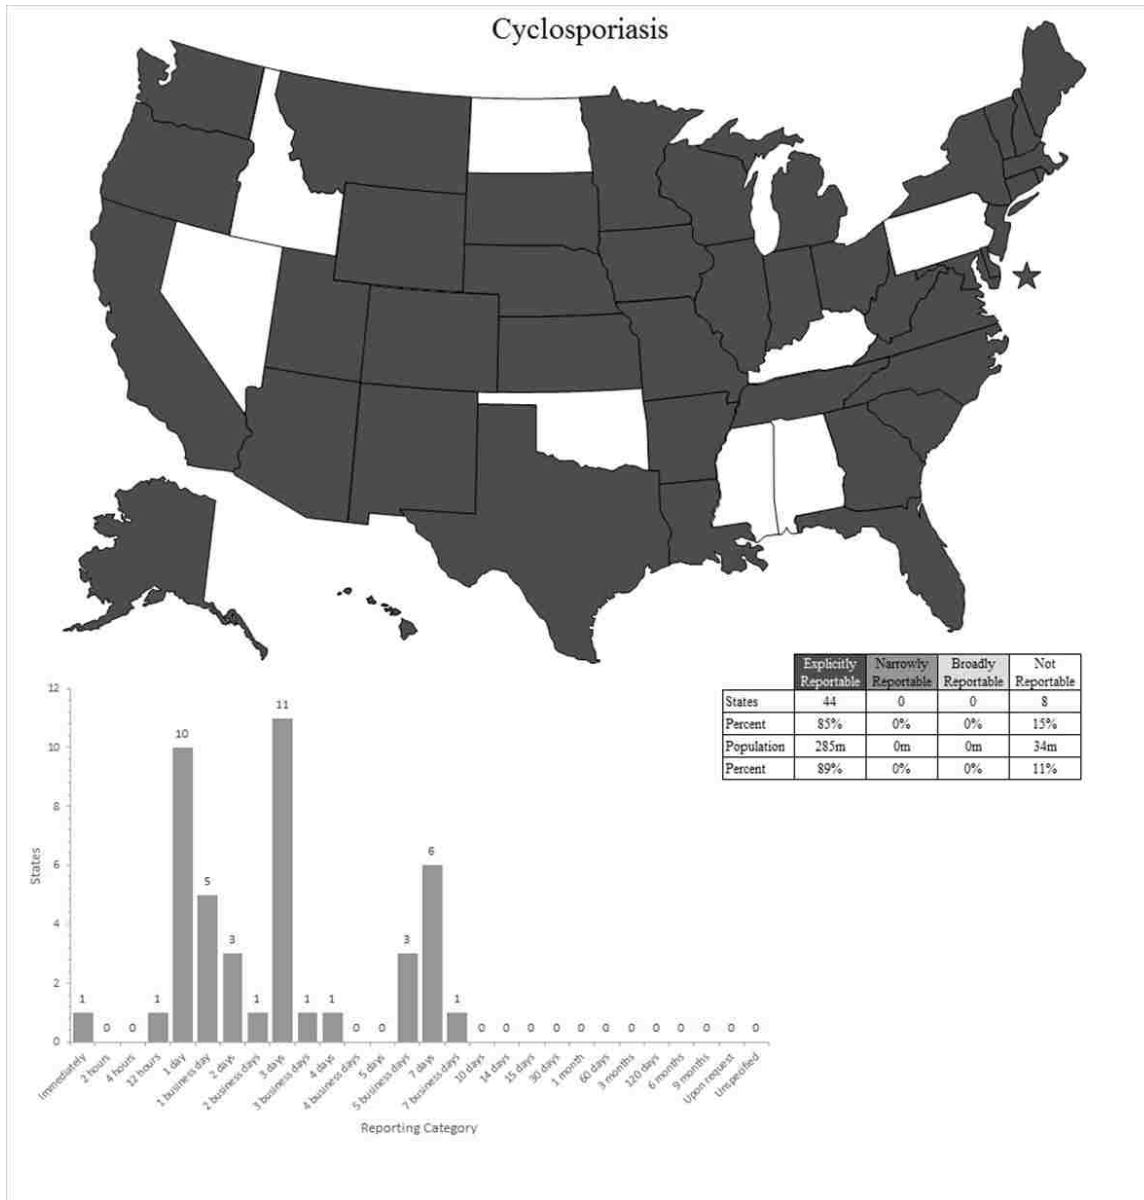 Cyclosporiasis
Explicitly Reportable Narrowly Reportable Broadly Reportable Not Reportable
States 44 0 0 8
Percent 85% 0% 0% 15%
Population 285m 0m 0m 34m
Percent 89% 0% 0% 11%
12
10
8
6
4
2
0
States
1 0 0 1 10 5 3 1 11 1 1 0 0 3 6 1 0 0 0 0 0 0 0 0 0 0 0 0
Immediately
2 hours
4 hours
12 hours
1 day
1 business day
2 days
2 business days
3 days
3 business days
4 days
4 business days
5 days
5 business days
7 days
7 business days
10 days
14 days
15 days
30 days
1 month
60 days
3 months
120 days
6 months
9 months
Upon request
Unspecified
Reporting Category